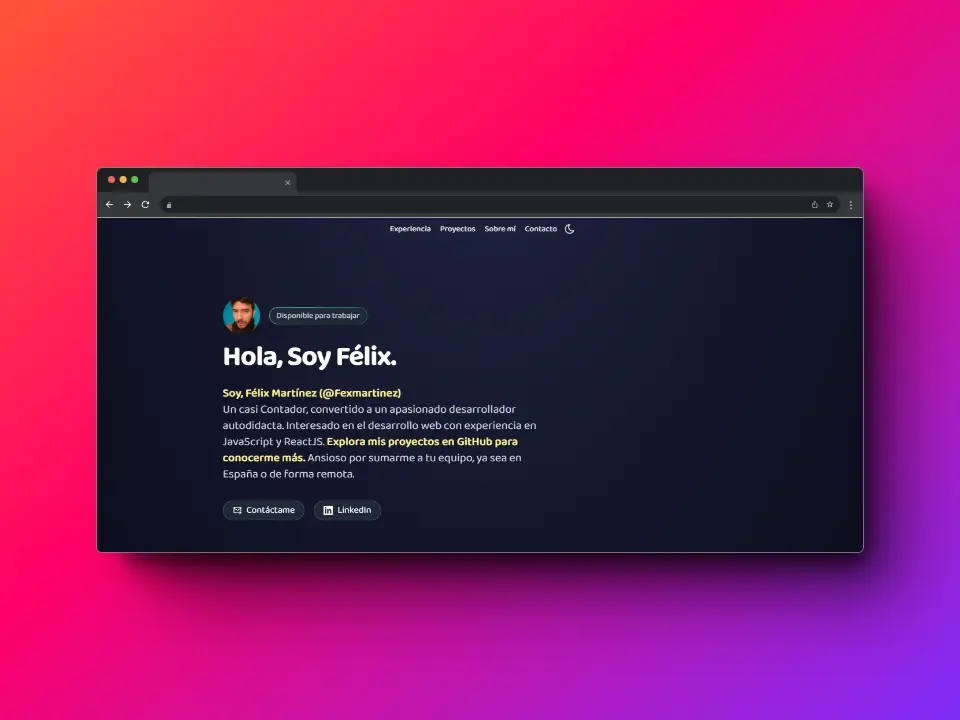 Experiencia Proyectos Sobre mí Contacto
Disponible para trabajar
Hola, Soy Félix.
Soy, Félix Martínez (@Fexmartinez)
Un casi Contador, convertido a un apasionado desarrollador
autodidacta. Interesado en el desarrollo web con experiencia en
JavaScript y ReactJS. Explora mis proyectos en GitHub para
conocerme más. Ansioso por sumarme a tu equipo, ya sea en
España o de forma remota.
Contáctame LinkedIn